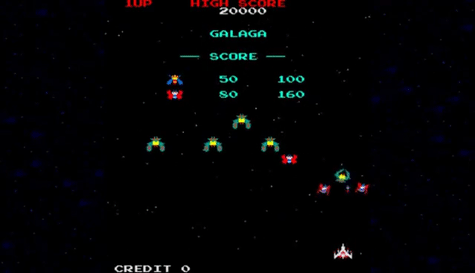 1UP HIGH SCORE
20000
GALAGA
— SCORE —
50 100
80 160
CREDIT 0